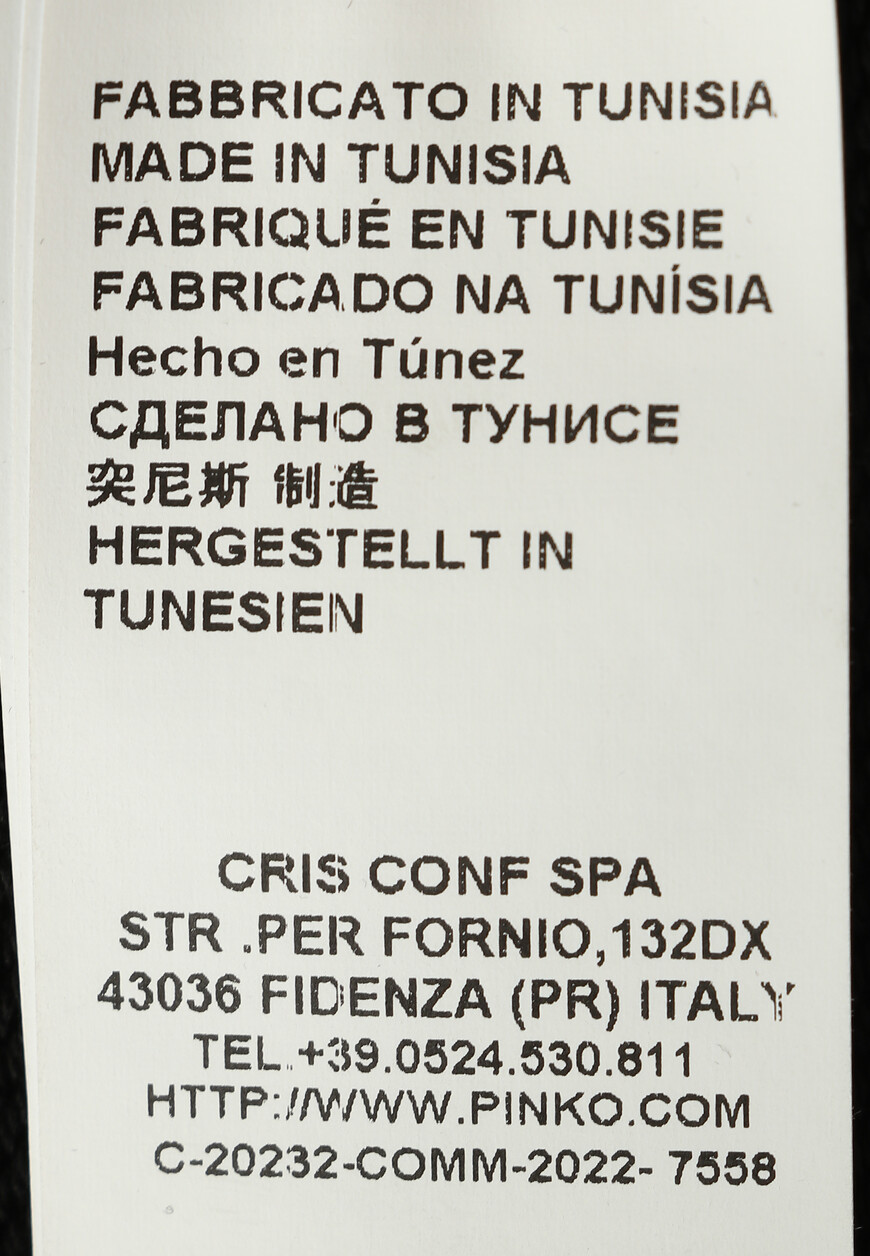 FABBRICATO IN TUNISIA
MADE IN TUNISIA
FABRIQUÉ EN TUNISIE
FABRICADO NA TUNÍSIA
Hecho en Túnez
СДЕЛАНО В ТУНИСЕ
突尼斯 制造
HERGESTELLT IN
TUNESIEN
CRIS CONF SPA
STR .PER FORNIO,132DX
43036 FIDENZA (PR) ITALY
TEL.+39.0524.530.811
HTTP://WWW.PINKO.COM
C-20232-COMM-2022- 7558